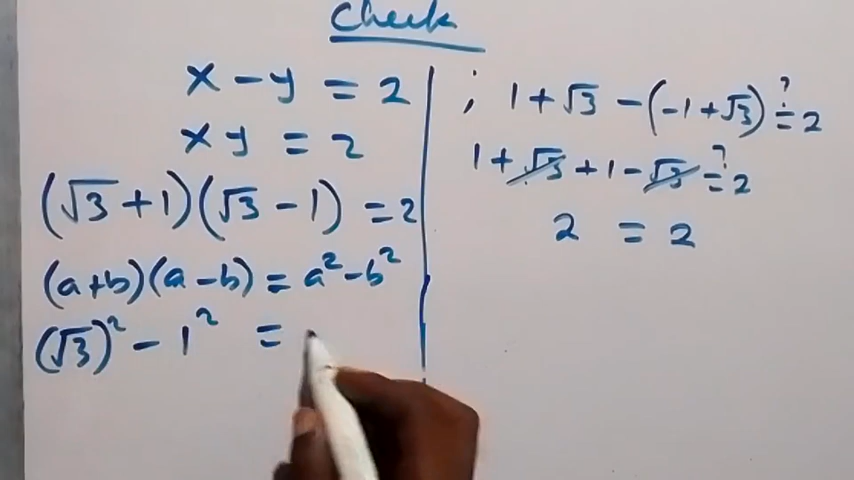 Check
x - y = 2
xy = 2
(√3 + 1)(√3 - 1) = 2
(a+b)(a-b) = a² - b²
(√3)² - 1² =
; 1 + √3 - (-1 + √3) ≟ 2
1 + √3 + 1 - √3 ≟ 2
2 = 2